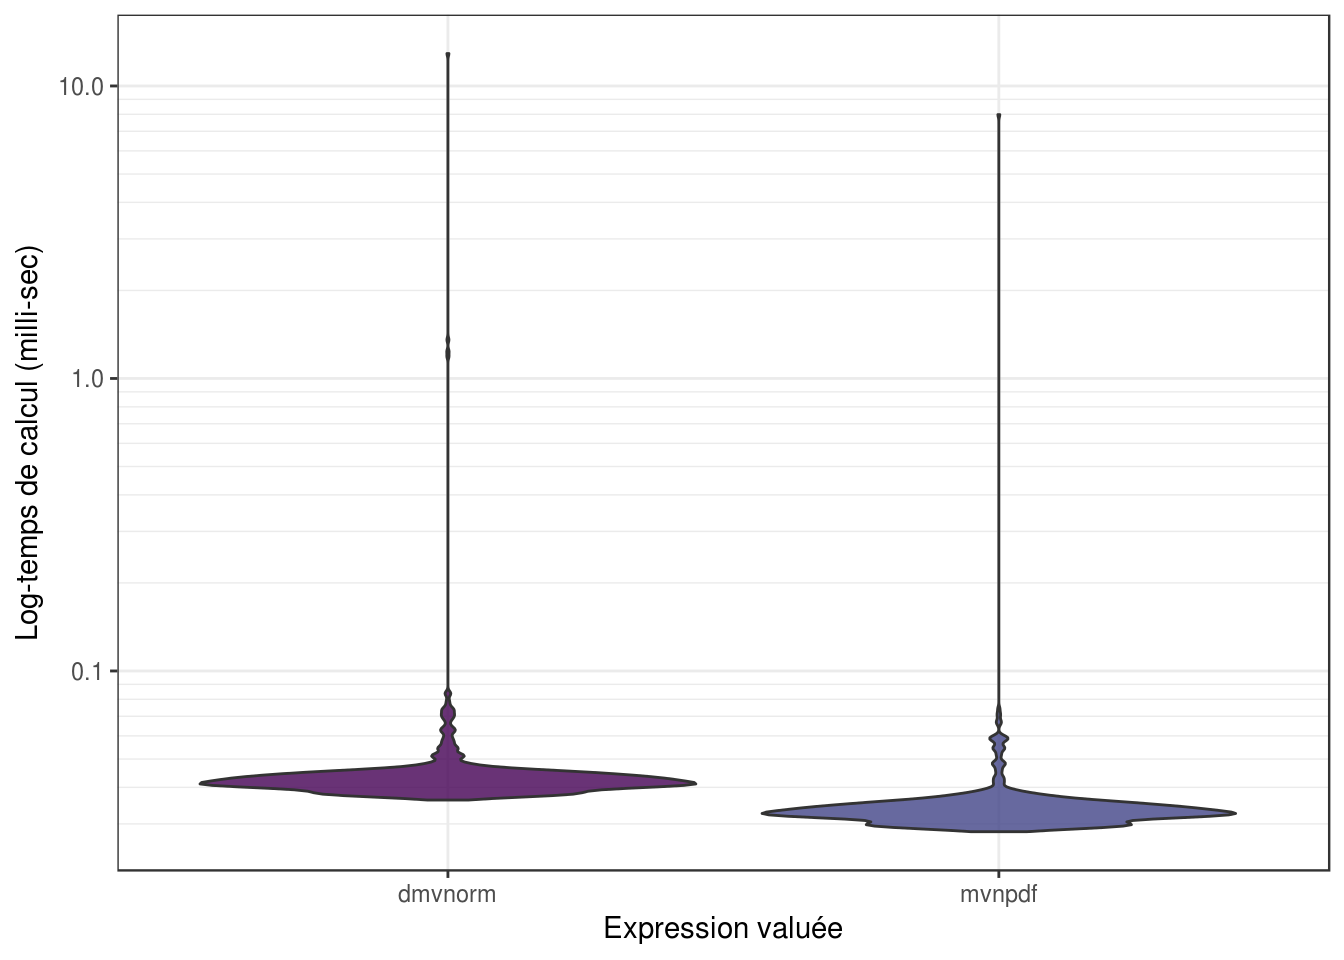 Log-temps de calcul (milli-sec)
10.0
1.0
0.1
dmvnorm
mvnpdf
Expression valuée